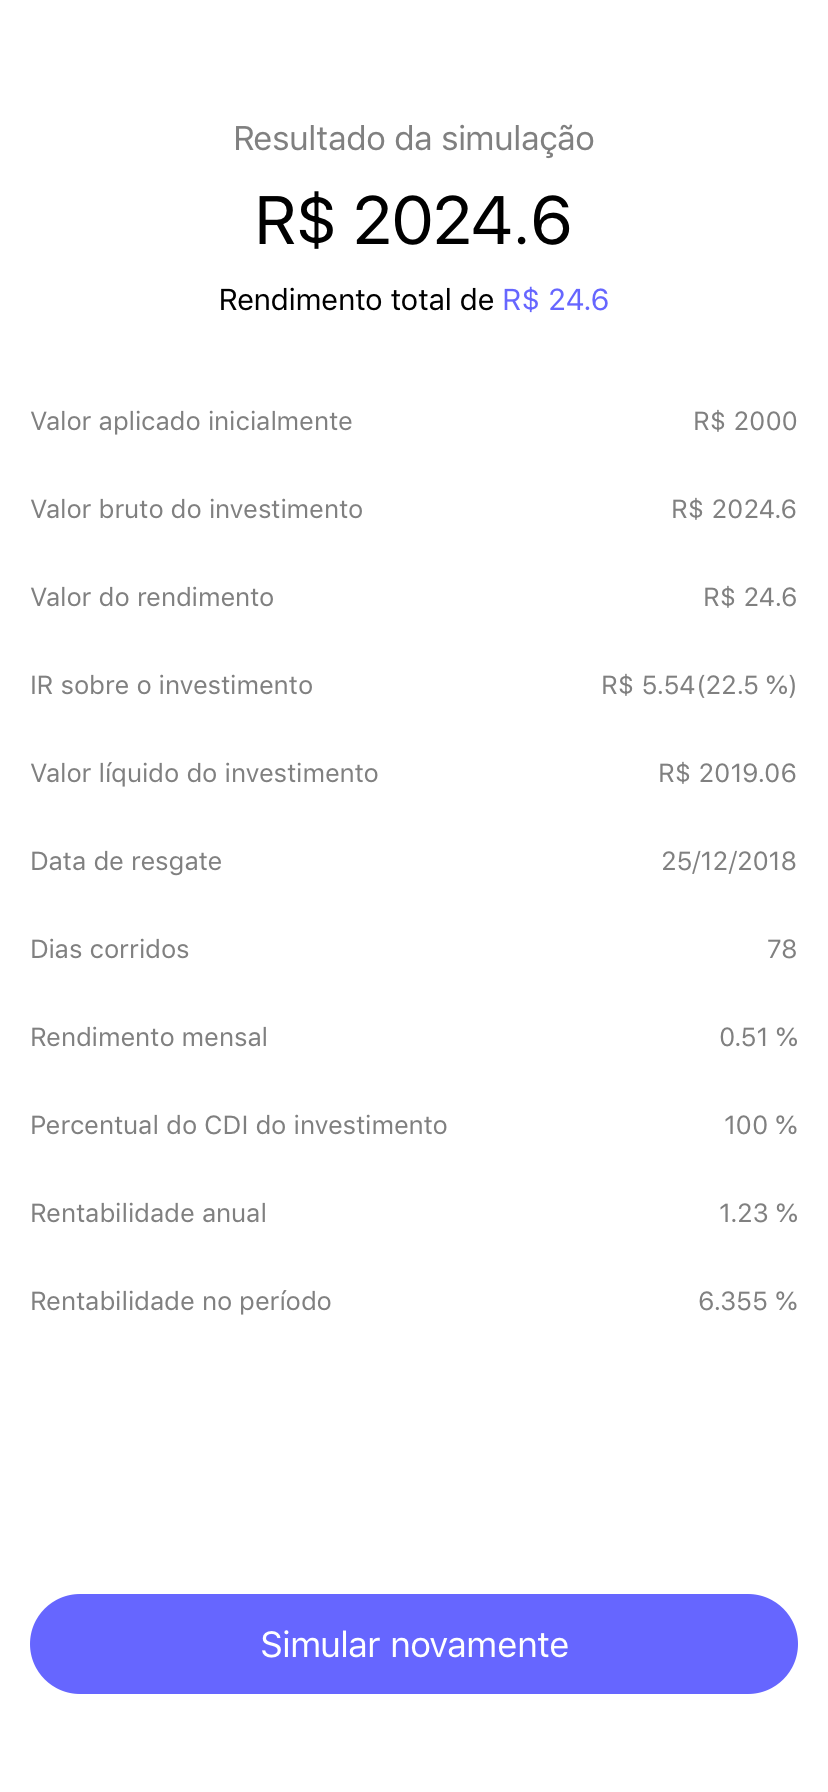 Resultado da simulação
R$ 2024.6
Rendimento total de R$ 24.6
Valor aplicado inicialmente R$ 2000
Valor bruto do investimento R$ 2024.6
Valor do rendimento R$ 24.6
IR sobre o investimento R$ 5.54(22.5 %)
Valor líquido do investimento R$ 2019.06
Data de resgate 25/12/2018
Dias corridos 78
Rendimento mensal 0.51 %
Percentual do CDI do investimento 100 %
Rentabilidade anual 1.23 %
Rentabilidade no período 6.355 %
Simular novamente